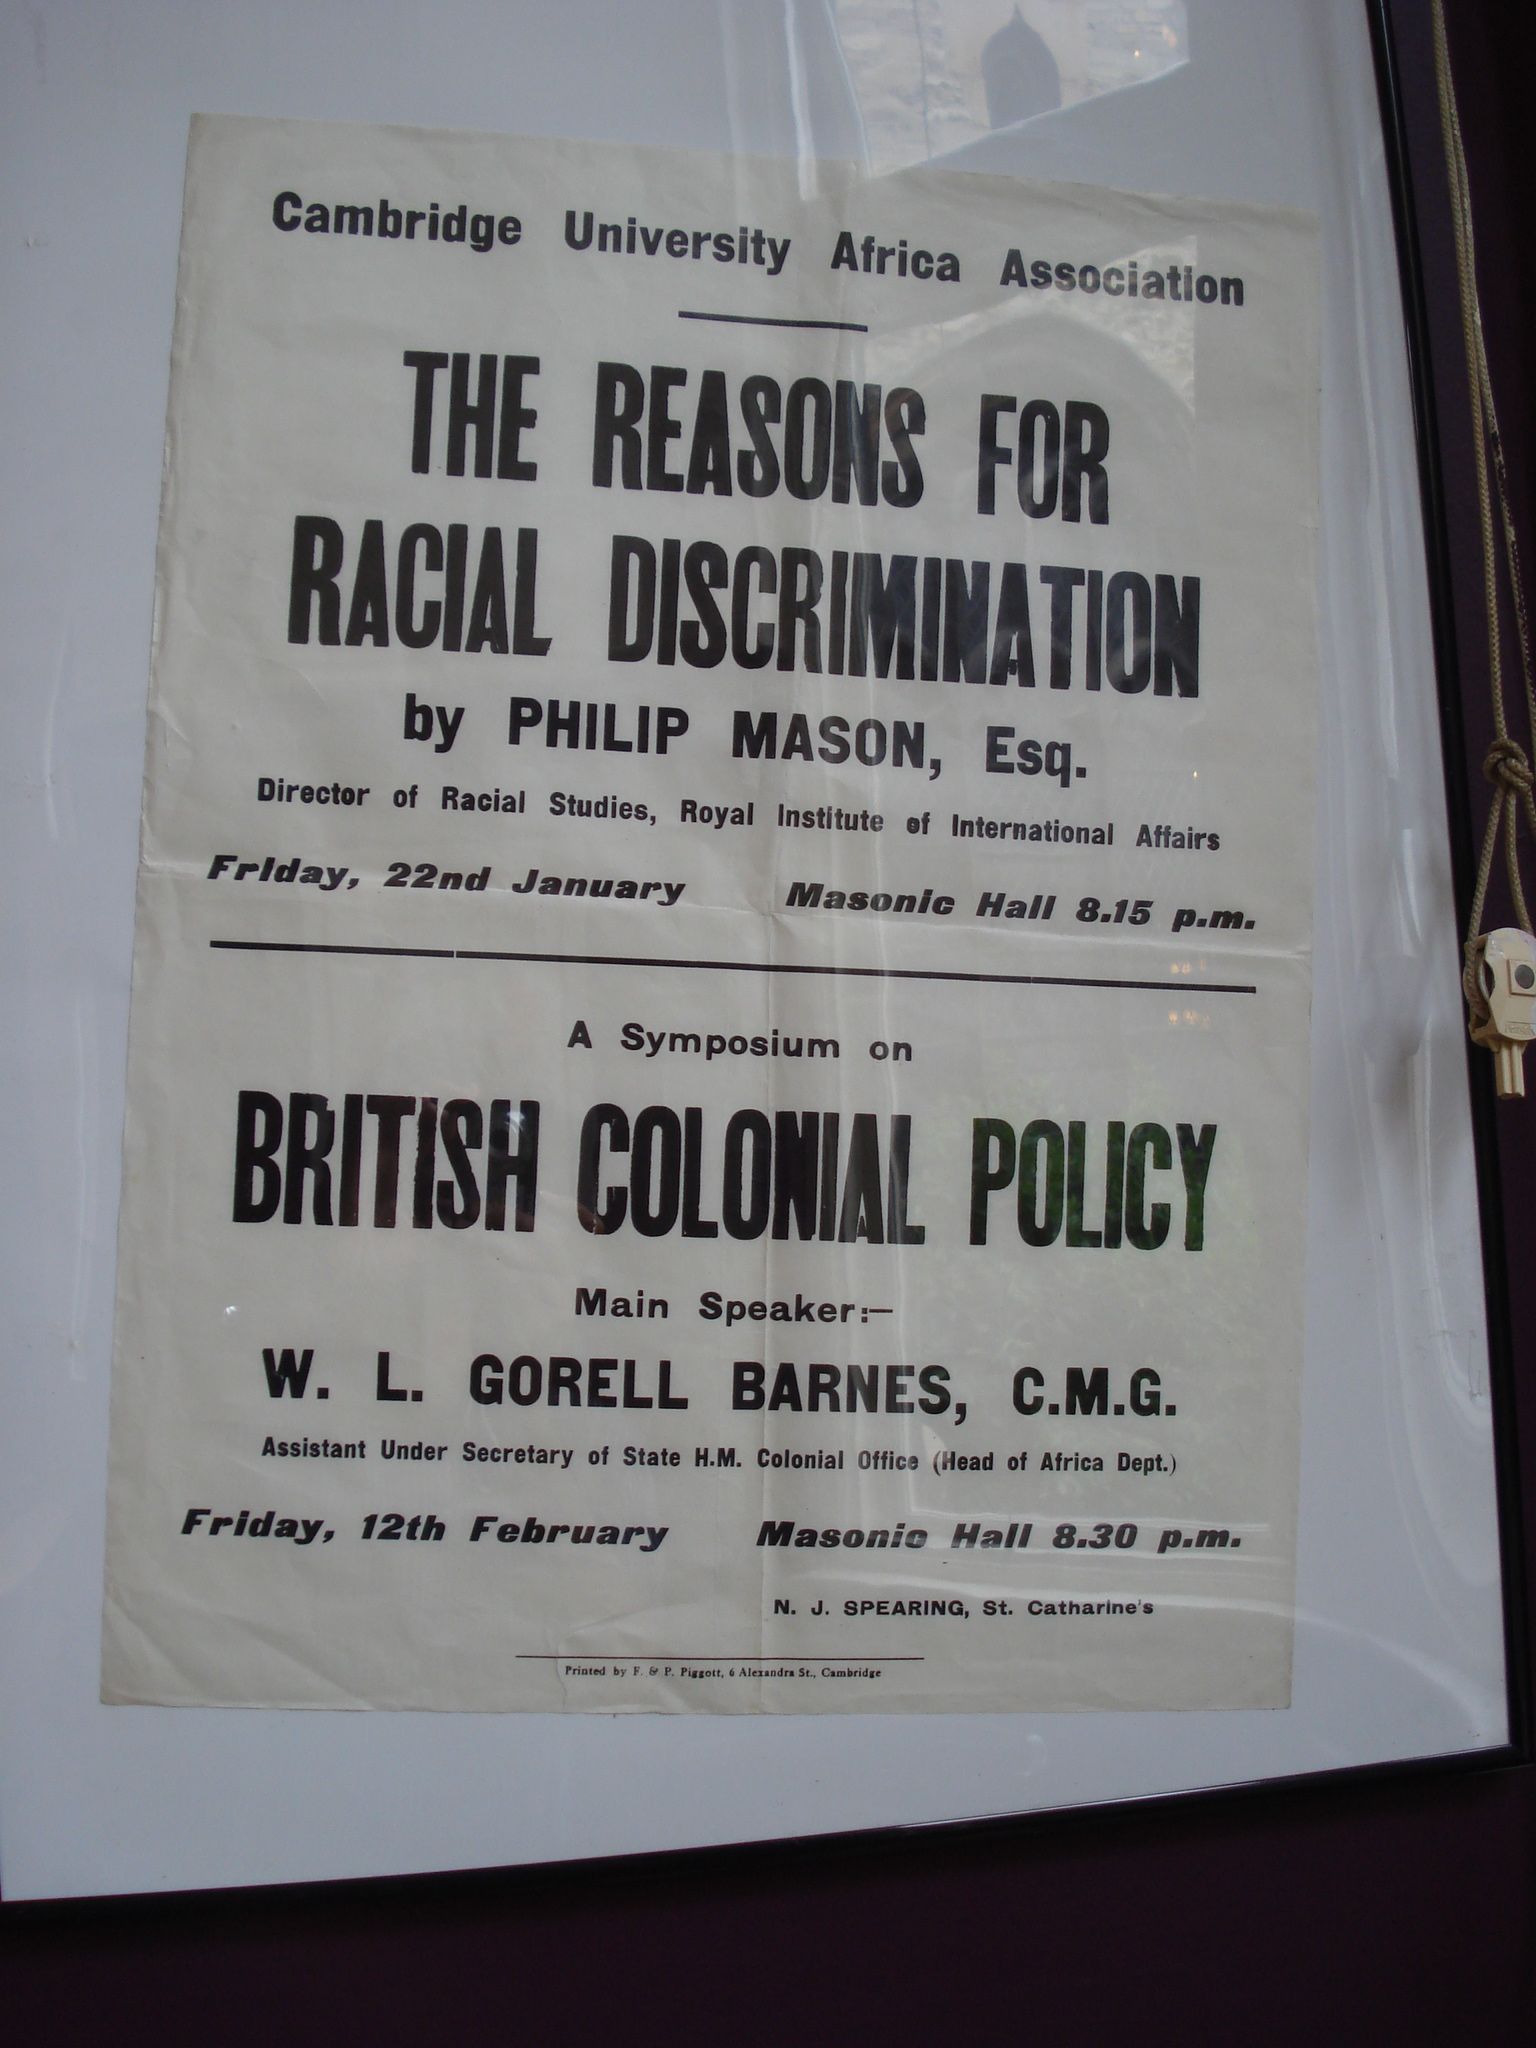 Cambridge University Africa Association
THE REASONS FOR
RACIAL DISCRIMINATION
by PHILIP MASON, Esq.
Director of Racial Studies, Royal Institute of International Affairs
Friday, 22nd January Masonic Hall 8.15 p.m.
A Symposium on
BRITISH COLONIAL POLICY
Main Speaker:—
W. L. GORELL BARNES, C.M.G.
Assistant Under Secretary of State H.M. Colonial Office (Head of Africa Dept.)
Friday, 12th February Masonic Hall 8.30 p.m.
N. J. SPEARING, St. Catharine's
Printed by F. & P. Piggott, 6 Alexandra St., Cambridge